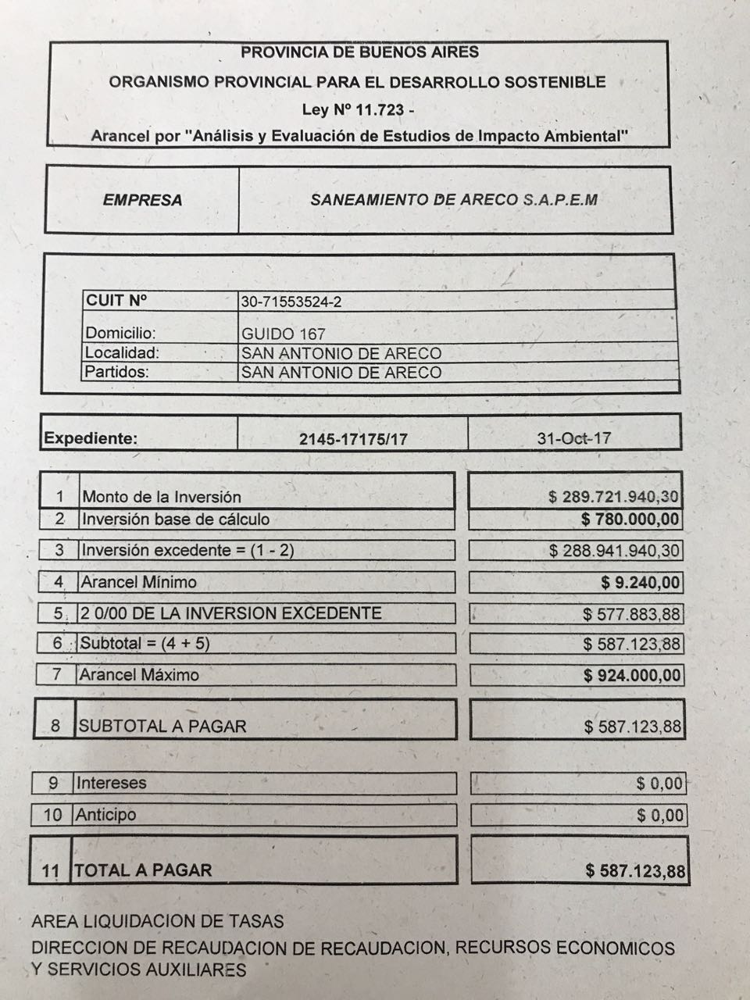 PROVINCIA DE BUENOS AIRES
ORGANISMO PROVINCIAL PARA EL DESARROLLO SOSTENIBLE
Ley Nº 11.723 -
Arancel por "Análisis y Evaluación de Estudios de Impacto Ambiental"
EMPRESA SANEAMIENTO DE ARECO S.A.P.E.M
CUIT Nº 30-71553524-2
Domicilio: GUIDO 167
Localidad: SAN ANTONIO DE ARECO
Partidos: SAN ANTONIO DE ARECO
Expediente: 2145-17175/17 31-Oct-17
1 Monto de la Inversión $ 289.721.940,30
2 Inversión base de cálculo $ 780.000,00
3 Inversión excedente = (1 - 2) $ 288.941.940,30
4 Arancel Mínimo $ 9.240,00
5 2 0/00 DE LA INVERSION EXCEDENTE $ 577.883,88
6 Subtotal = (4 + 5) $ 587.123,88
7 Arancel Máximo $ 924.000,00
8 SUBTOTAL A PAGAR $ 587.123,88
9 Intereses $ 0,00
10 Anticipo $ 0,00
11 TOTAL A PAGAR $ 587.123,88
AREA LIQUIDACION DE TASAS
DIRECCION DE RECAUDACION DE RECAUDACION, RECURSOS ECONOMICOS
Y SERVICIOS AUXILIARES